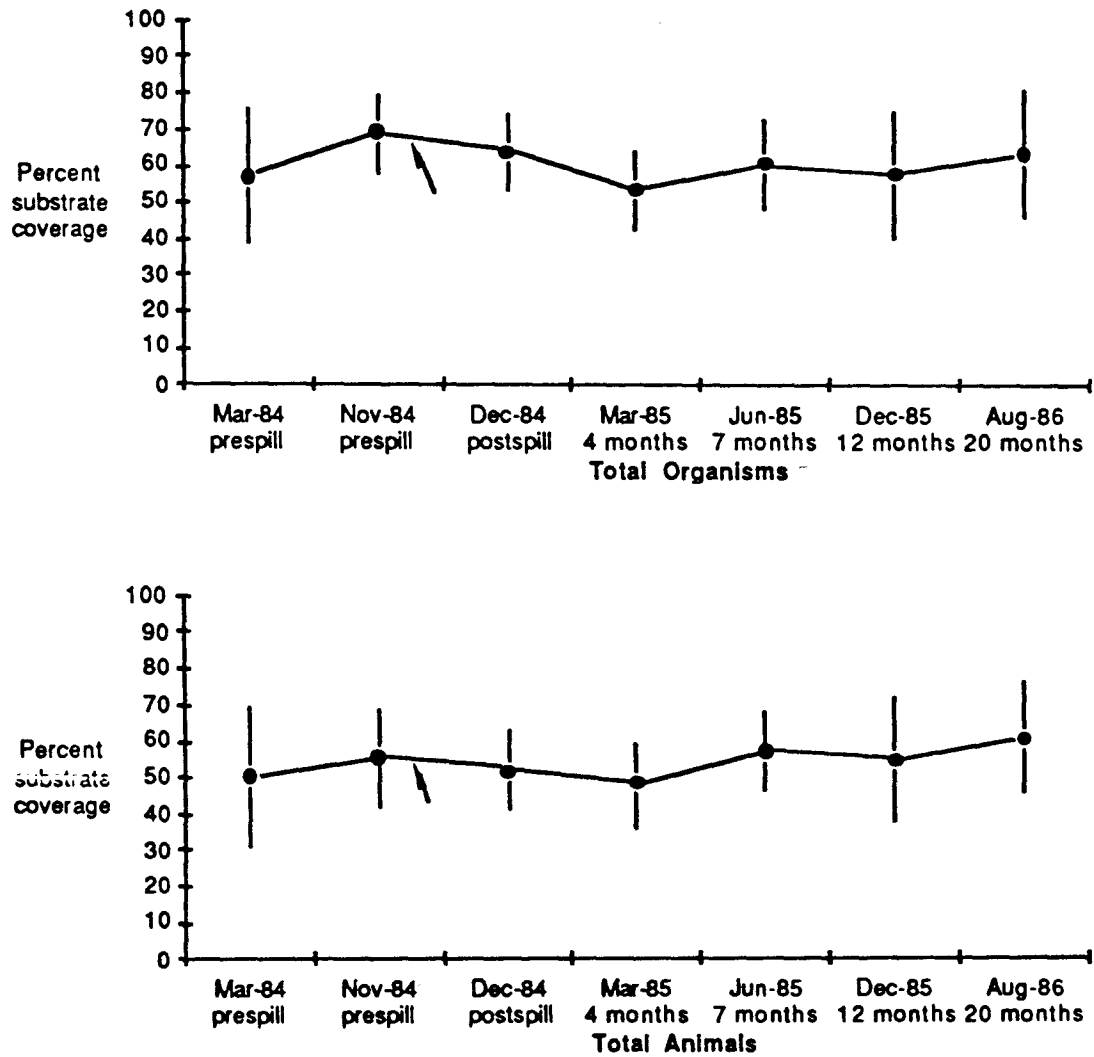 100
90
80
70
60
50
40
30
20
10
0
Percent
substrate
coverage
Mar-84 Nov-84 Dec-84 Mar-85 Jun-85 Dec-85 Aug-86
prespill prespill postspill 4 months 7 months 12 months 20 months
Total Organisms
100
90
80
70
60
50
40
30
20
10
0
Percent
substrate
coverage
Mar-84 Nov-84 Dec-84 Mar-85 Jun-85 Dec-85 Aug-86
prespill prespill postspill 4 months 7 months 12 months 20 months
Total Animals